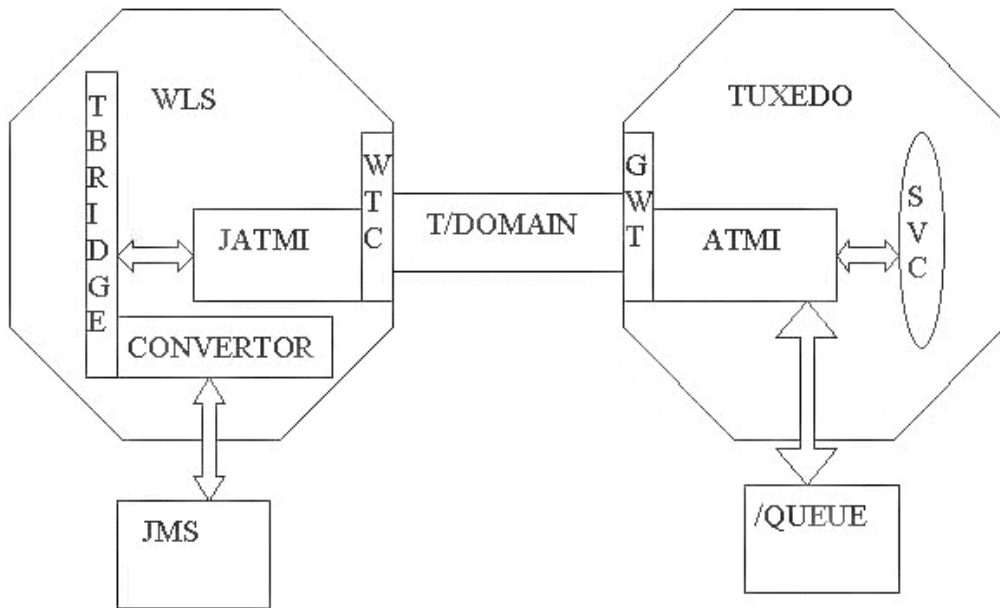 WLS
TUXEDO
TBRIDGE
WTC
GWT
SVC
JATMI
T/DOMAIN
ATMI
CONVERTOR
JMS
/QUEUE